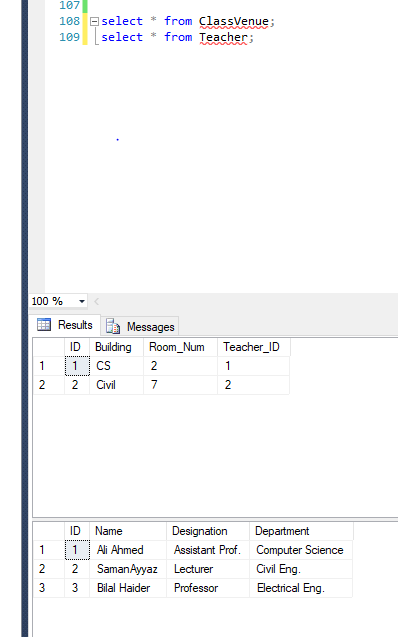 107
108 select * from ClassVenue;
109 select * from Teacher;
100 %
Results Messages
ID Building Room_Num Teacher_ID
1 1 CS 2 1
2 2 Civil 7 2
ID Name Designation Department
1 1 Ali Ahmed Assistant Prof. Computer Science
2 2 SamanAyyaz Lecturer Civil Eng.
3 3 Bilal Haider Professor Electrical Eng.